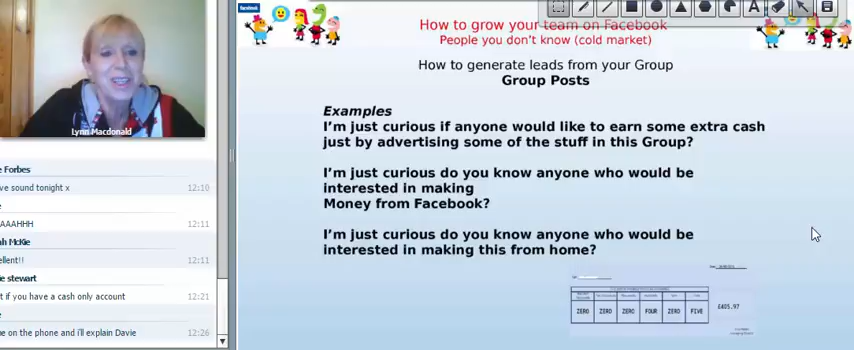 facebook
How to grow your team on Facebook
People you don't know (cold market)
How to generate leads from your Group
Group Posts
Examples
I'm just curious if anyone would like to earn some extra cash
just by advertising some of the stuff in this Group?
I'm just curious do you know anyone who would be
interested in making
Money from Facebook?
I'm just curious do you know anyone who would be
interested in making this from home?
ZERO ZERO ZERO FOUR ZERO FIVE
£405.97
Lynn Macdonald
Forbes
sound tonight x
12:10
12:11
McKie
12:11
stewart
if you have a cash only account
12:21
on the phone and i'll explain Davie
12:26
A